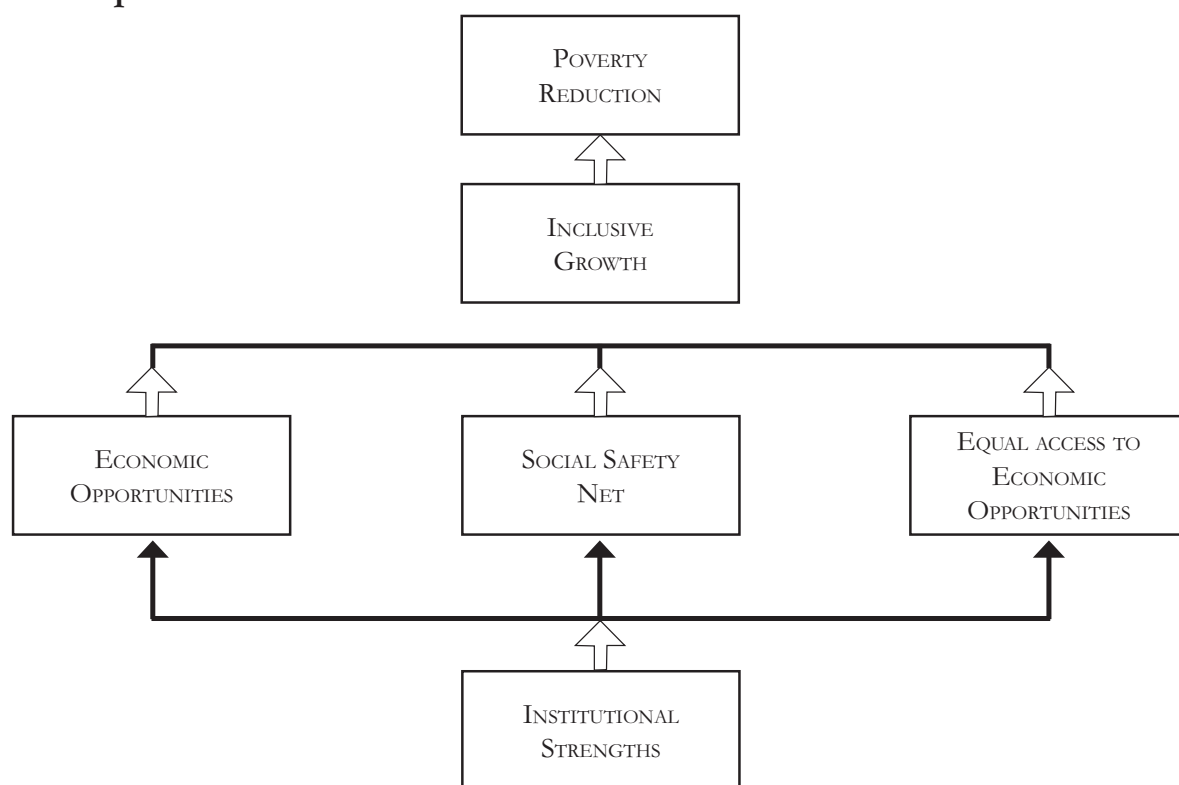 Poverty
Reduction
Inclusive
Growth
Economic
Opportunities
Social Safety
Net
Equal access to
Economic
Opportunities
Institutional
Strengths